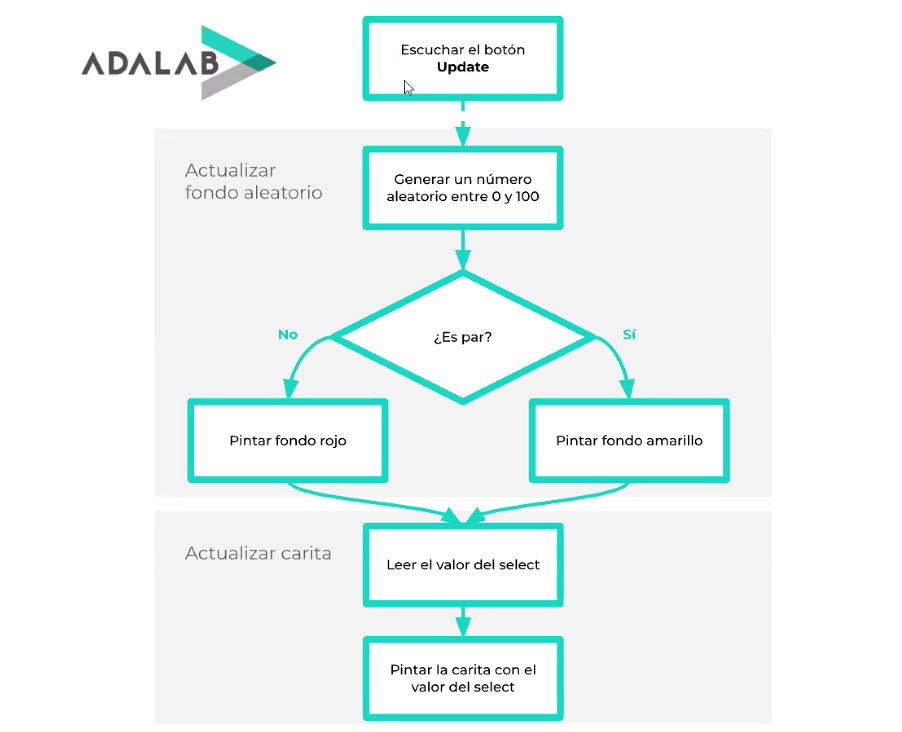 ADALAB
Escuchar el botón
Update
Actualizar
fondo aleatorio
Generar un número
aleatorio entre 0 y 100
¿Es par?
No
Sí
Pintar fondo rojo
Pintar fondo amarillo
Actualizar carita
Leer el valor del select
Pintar la carita con el
valor del select